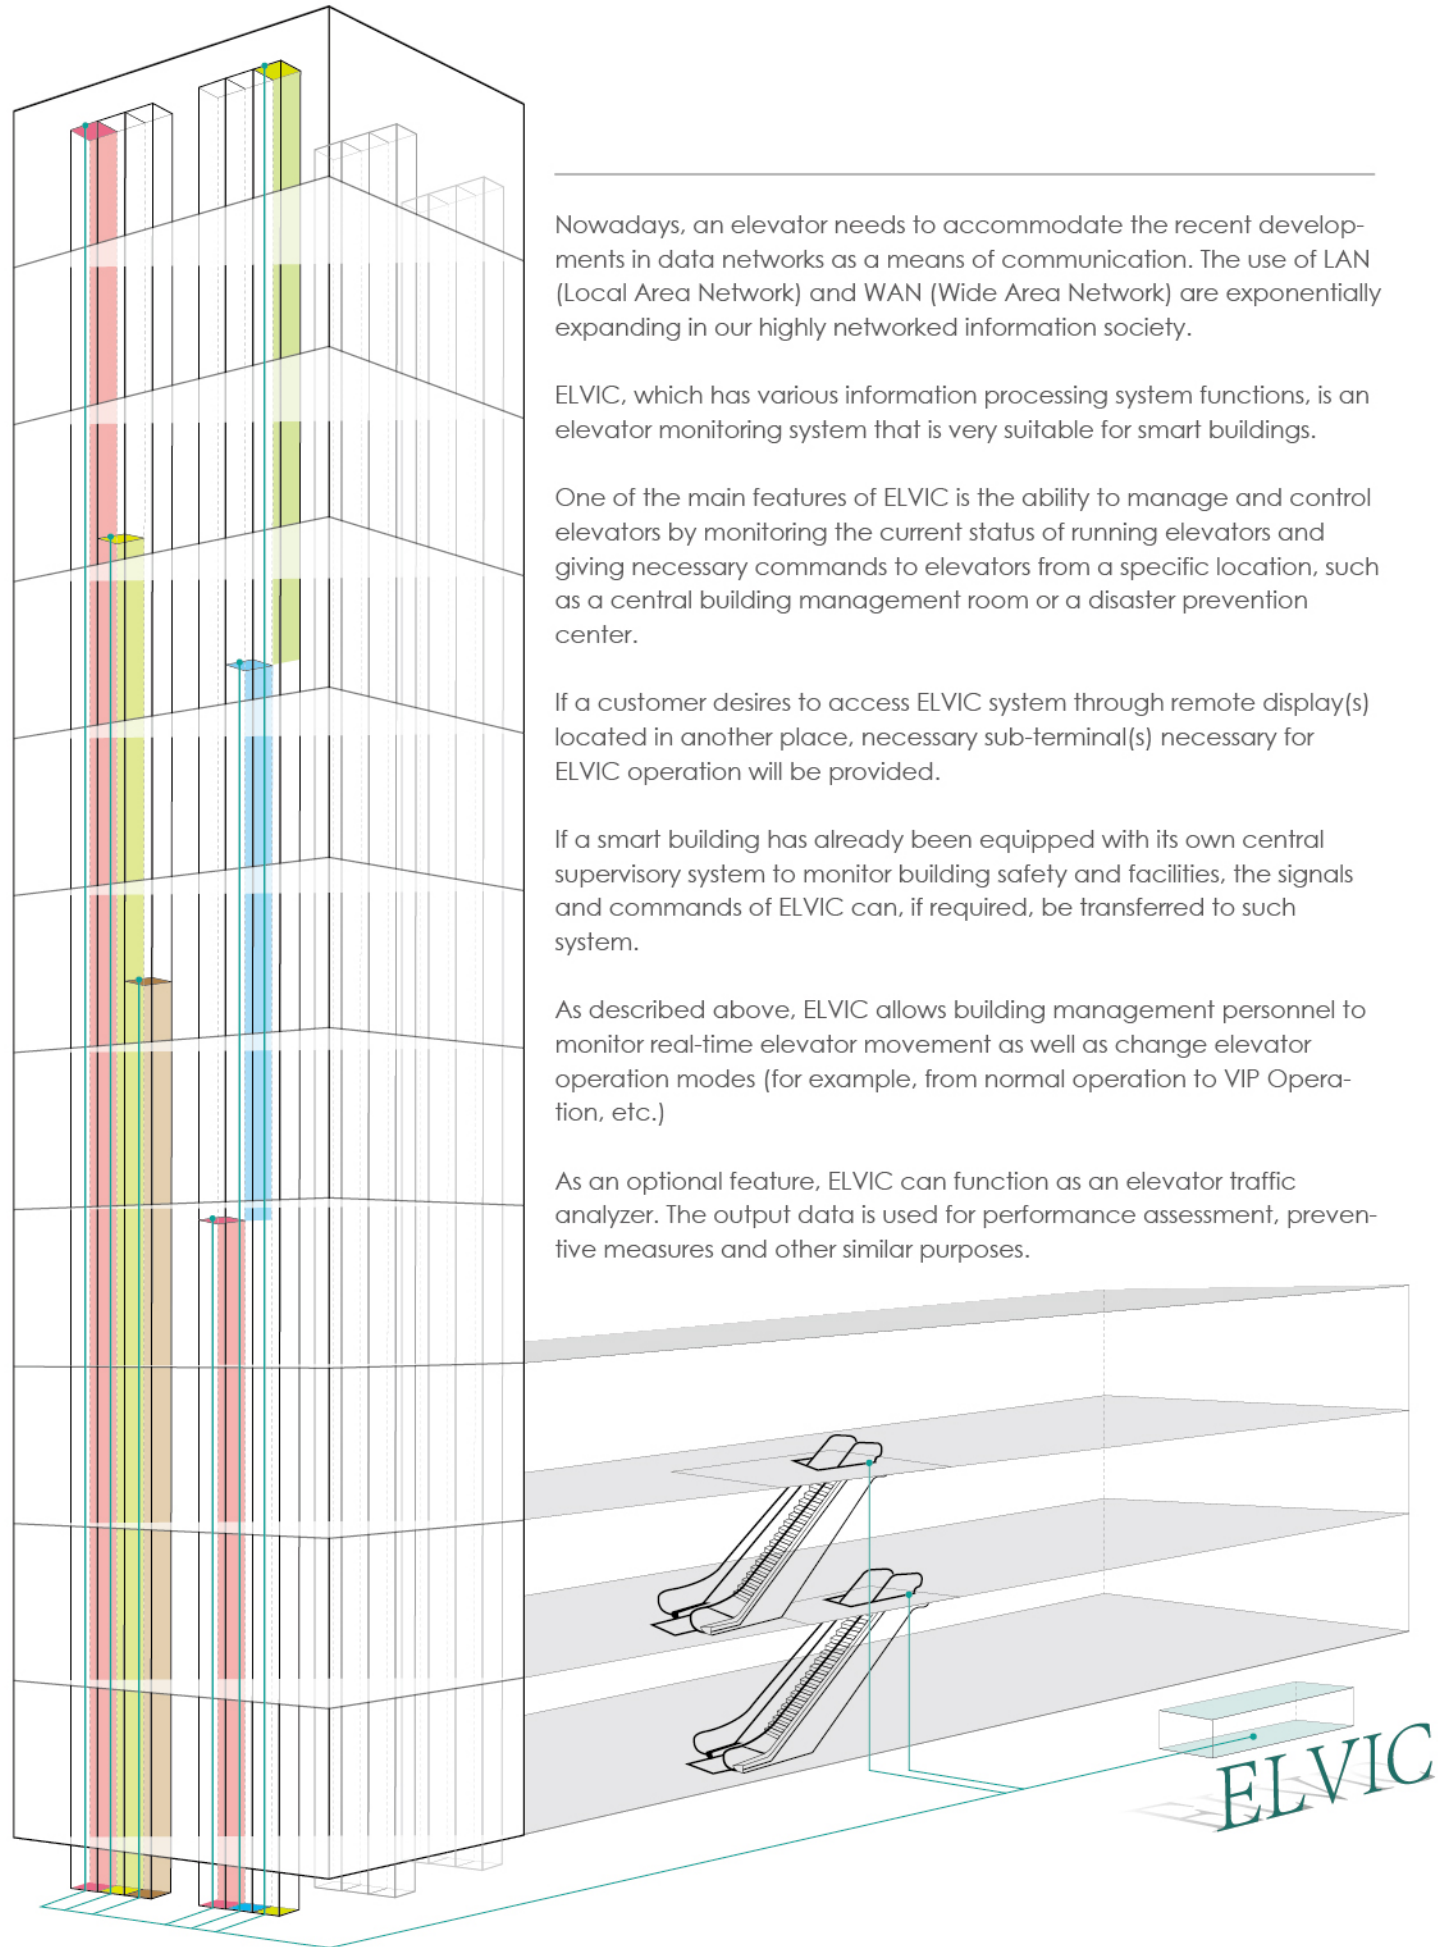 Nowadays, an elevator needs to accommodate the recent develop-
ments in data networks as a means of communication. The use of LAN
(Local Area Network) and WAN (Wide Area Network) are exponentially
expanding in our highly networked information society.
ELVIC, which has various information processing system functions, is an
elevator monitoring system that is very suitable for smart buildings.
One of the main features of ELVIC is the ability to manage and control
elevators by monitoring the current status of running elevators and
giving necessary commands to elevators from a specific location, such
as a central building management room or a disaster prevention
center.
If a customer desires to access ELVIC system through remote display(s)
located in another place, necessary sub-terminal(s) necessary for
ELVIC operation will be provided.
If a smart building has already been equipped with its own central
supervisory system to monitor building safety and facilities, the signals
and commands of ELVIC can, if required, be transferred to such
system.
As described above, ELVIC allows building management personnel to
monitor real-time elevator movement as well as change elevator
operation modes (for example, from normal operation to VIP Opera-
tion, etc.)
As an optional feature, ELVIC can function as an elevator traffic
analyzer. The output data is used for performance assessment, preven-
tive measures and other similar purposes.
ELVIC